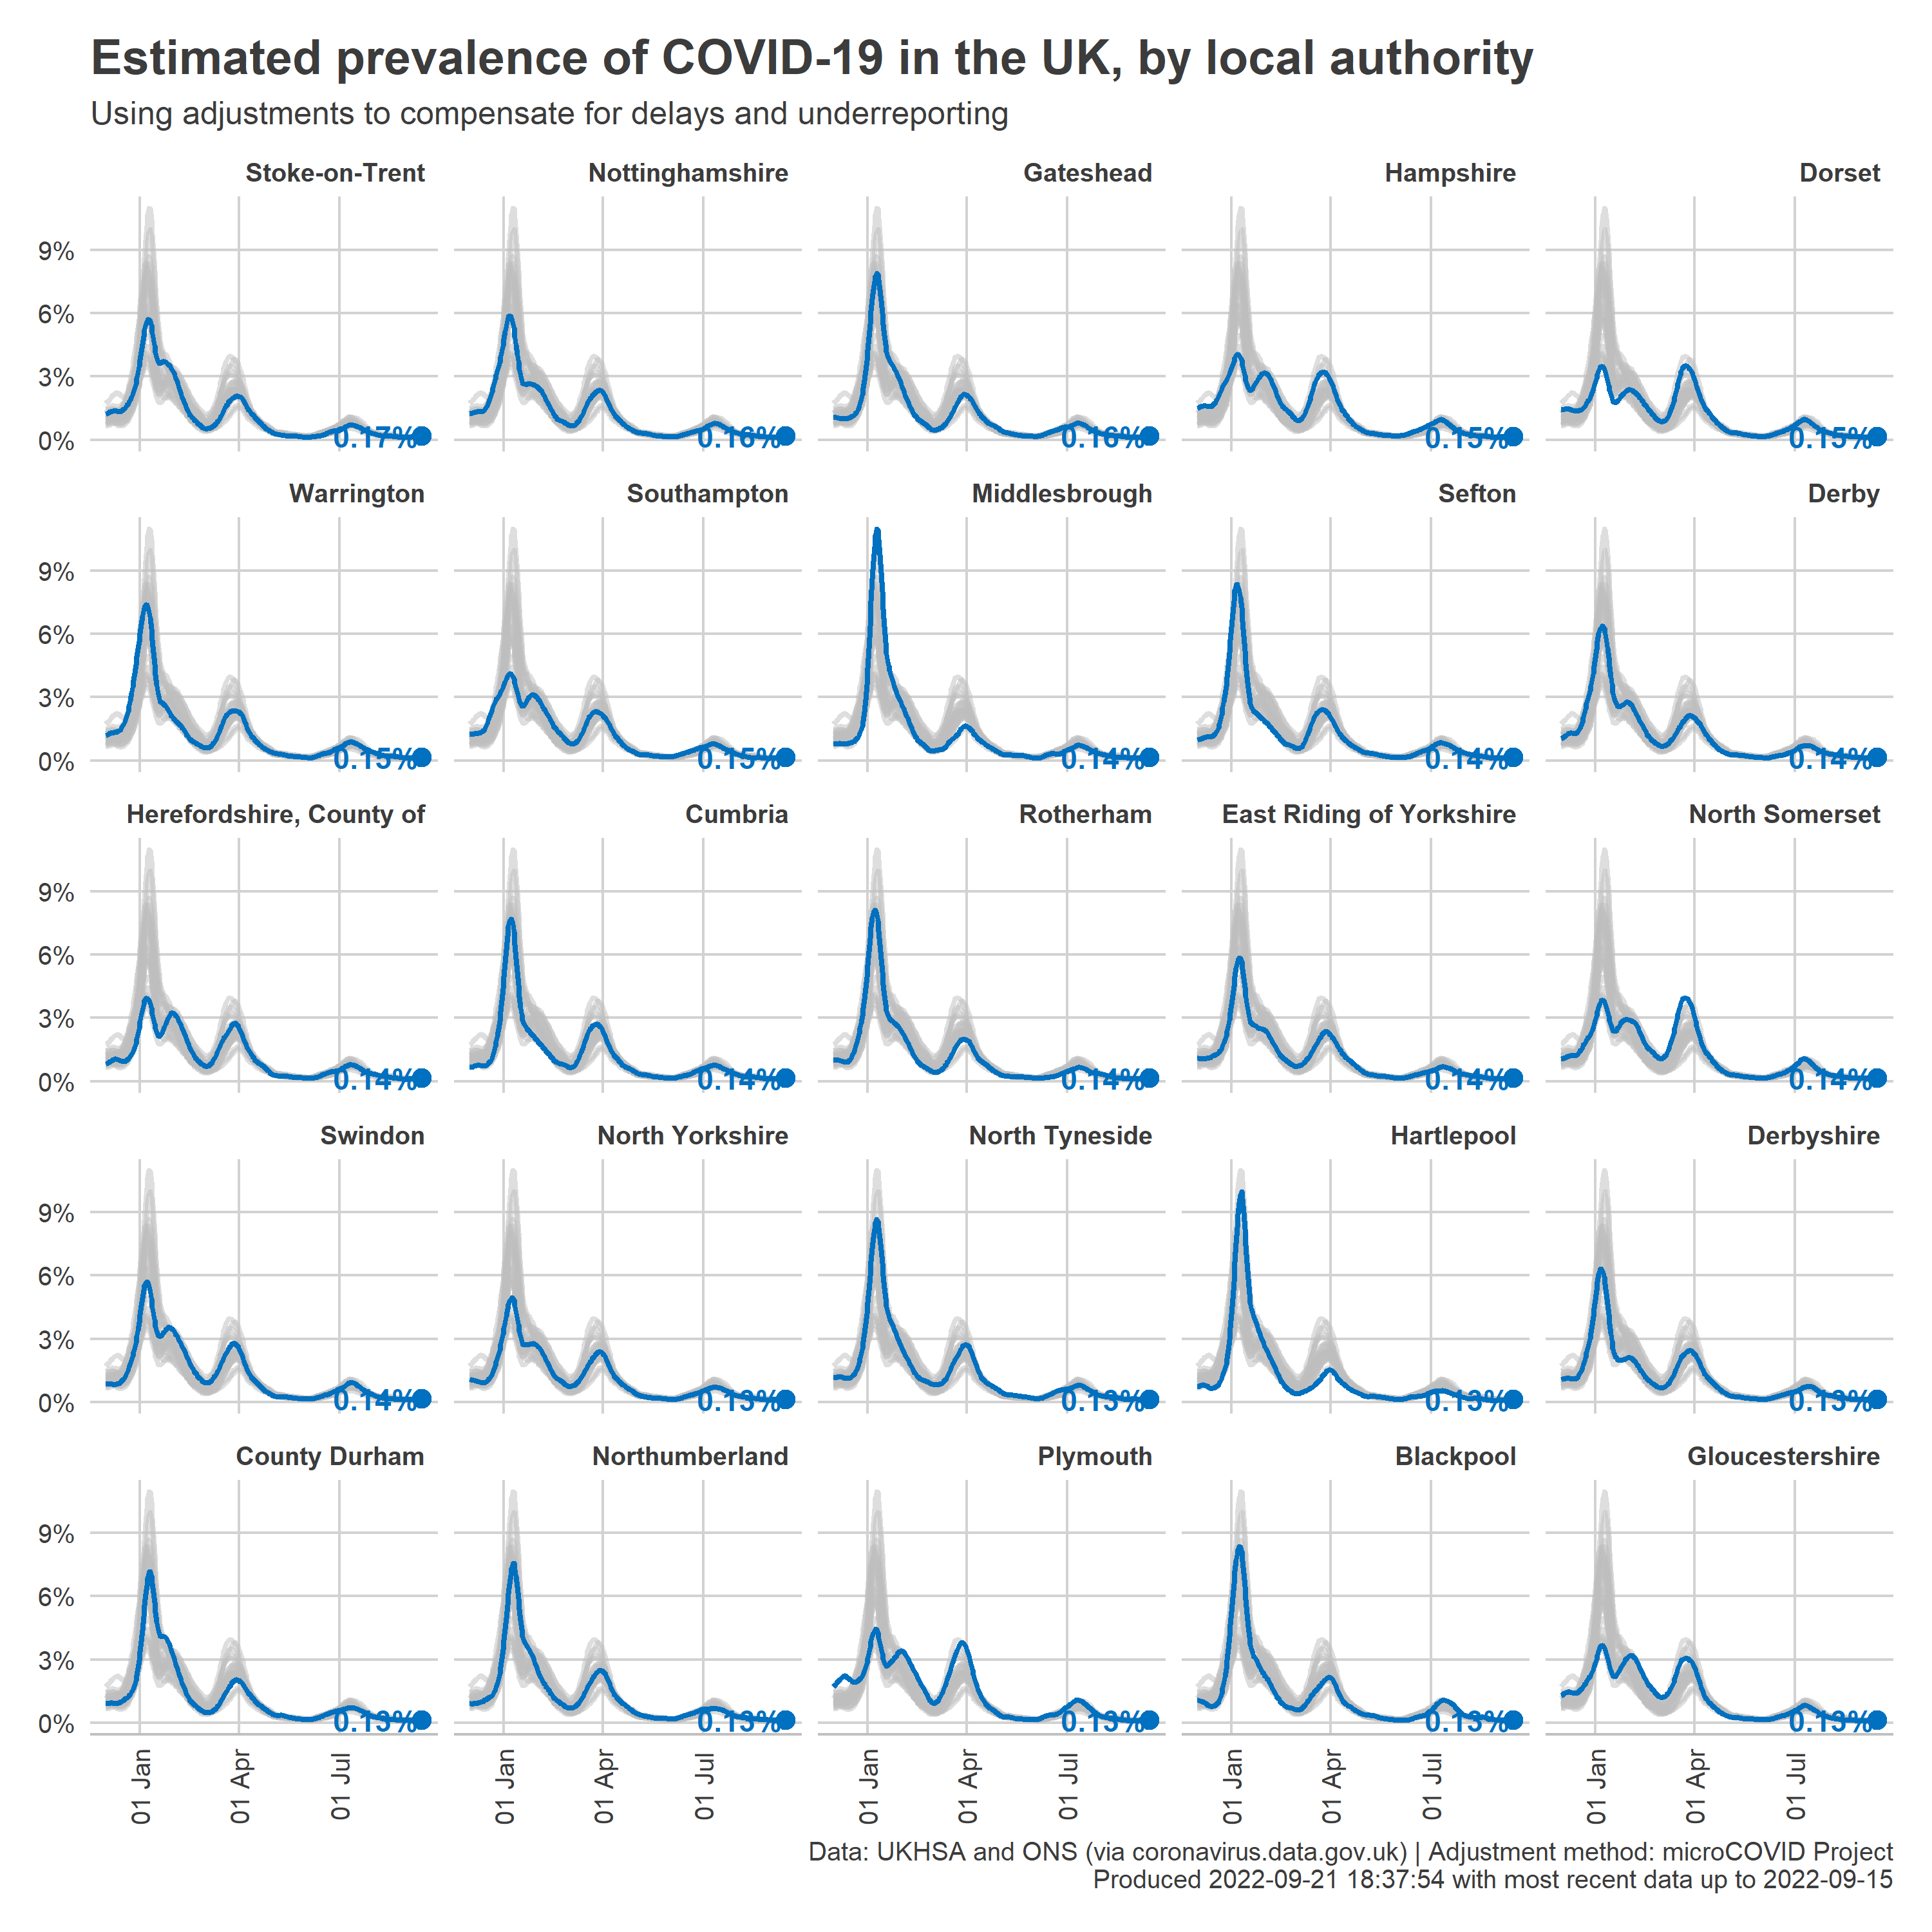 Estimated prevalence of COVID-19 in the UK, by local authority
Using adjustments to compensate for delays and underreporting
Stoke-on-Trent Nottinghamshire Gateshead Hampshire Dorset
9%
6%
3%
0%
0.17% 0.16% 0.16% 0.15% 0.15%
Warrington Southampton Middlesbrough Sefton Derby
9%
6%
3%
0%
0.15% 0.15% 0.14% 0.14% 0.14%
Herefordshire, County of Cumbria Rotherham East Riding of Yorkshire North Somerset
9%
6%
3%
0%
0.14% 0.14% 0.14% 0.14% 0.14%
Swindon North Yorkshire North Tyneside Hartlepool Derbyshire
9%
6%
3%
0%
0.14% 0.13% 0.13% 0.13% 0.13%
County Durham Northumberland Plymouth Blackpool Gloucestershire
9%
6%
3%
0%
0.13% 0.13% 0.13% 0.13% 0.13%
01 Jan 01 Apr 01 Jul 01 Jan 01 Apr 01 Jul 01 Jan 01 Apr 01 Jul 01 Jan 01 Apr 01 Jul 01 Jan 01 Apr 01 Jul
Data: UKHSA and ONS (via coronavirus.data.gov.uk) | Adjustment method: microCOVID Project
Produced 2022-09-21 18:37:54 with most recent data up to 2022-09-15